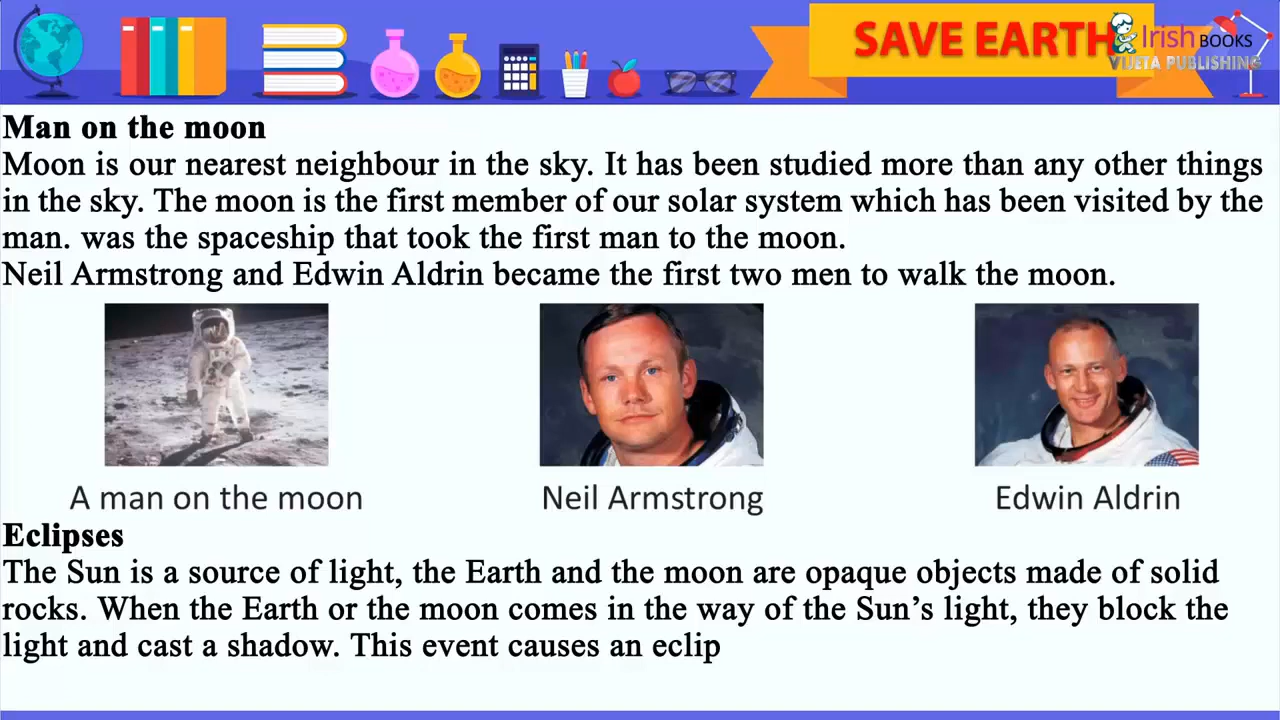 SAVE EARTH
Irish BOOKS
VIJETA PUBLISHING
Man on the moon
Moon is our nearest neighbour in the sky. It has been studied more than any other things
in the sky. The moon is the first member of our solar system which has been visited by the
man. was the spaceship that took the first man to the moon.
Neil Armstrong and Edwin Aldrin became the first two men to walk the moon.
A man on the moon
Neil Armstrong
Edwin Aldrin
Eclipses
The Sun is a source of light, the Earth and the moon are opaque objects made of solid
rocks. When the Earth or the moon comes in the way of the Sun’s light, they block the
light and cast a shadow. This event causes an eclip